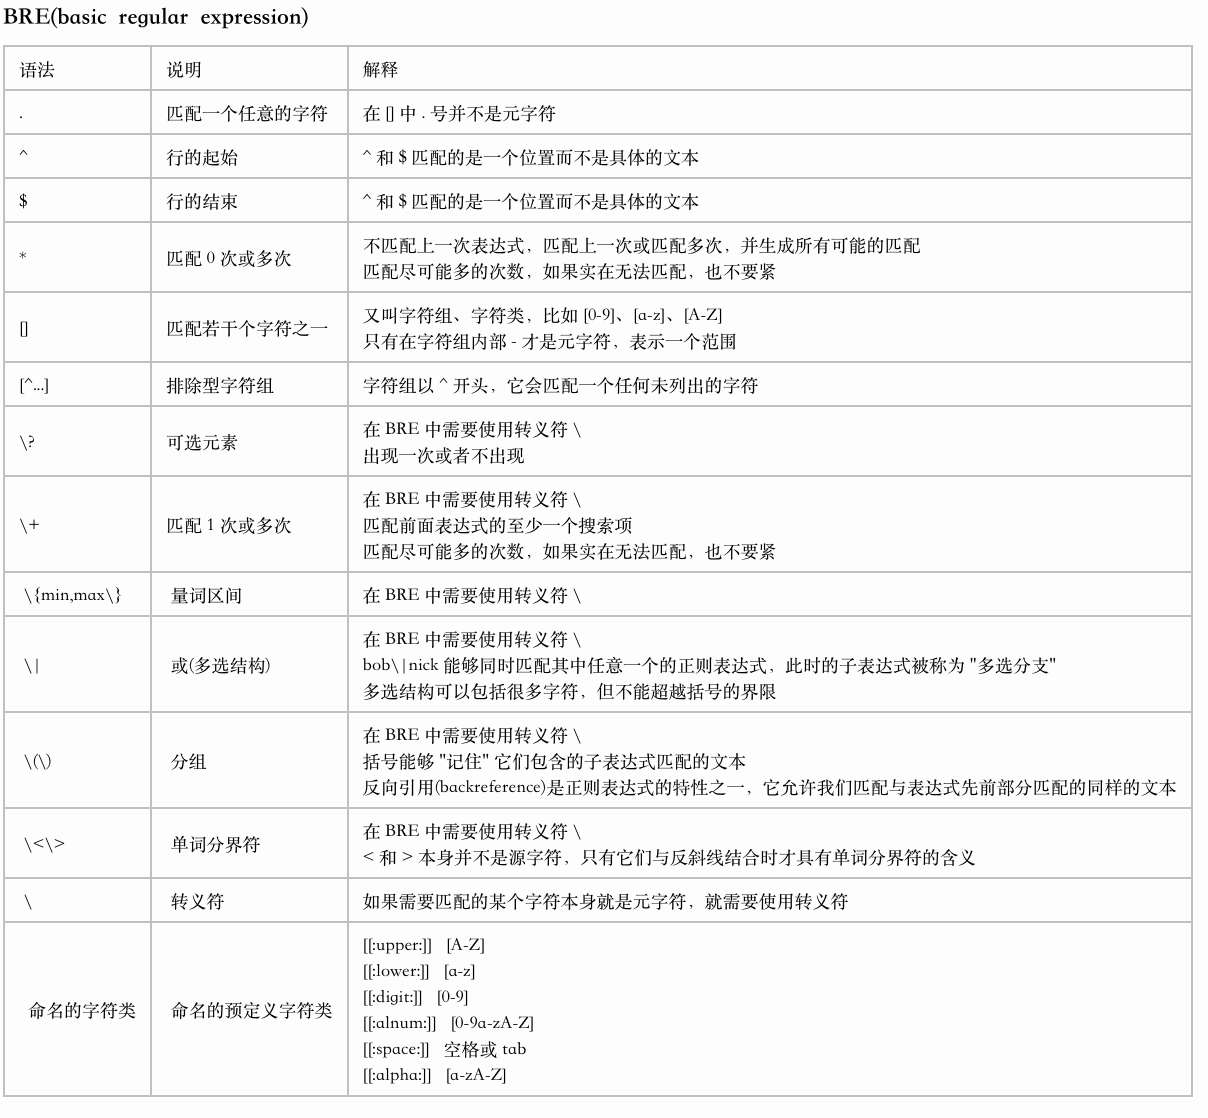 BRE(basic regular expression)
语法 说明 解释
. 匹配一个任意的字符 在 [] 中 . 号并不是元字符
^ 行的起始 ^ 和 $ 匹配的是一个位置而不是具体的文本
$ 行的结束 ^ 和 $ 匹配的是一个位置而不是具体的文本
* 匹配 0 次或多次
不匹配上一次表达式，匹配上一次或匹配多次，并生成所有可能的匹配
匹配尽可能多的次数，如果实在无法匹配，也不要紧
[] 匹配若干个字符之一
又叫字符组、字符类，比如 [0-9]、[a-z]、[A-Z]
只有在字符组内部 - 才是元字符，表示一个范围
[^...] 排除型字符组 字符组以 ^ 开头，它会匹配一个任何未列出的字符
\? 可选元素
在 BRE 中需要使用转义符 \
出现一次或者不出现
\+ 匹配 1 次或多次
在 BRE 中需要使用转义符 \
匹配前面表达式的至少一个搜索项
匹配尽可能多的次数，如果实在无法匹配，也不要紧
\{min,max\} 量词区间 在 BRE 中需要使用转义符 \
\| 或(多选结构)
在 BRE 中需要使用转义符 \
bob\|nick 能够同时匹配其中任意一个的正则表达式，此时的子表达式被称为 "多选分支"
多选结构可以包括很多字符，但不能超越括号的界限
\(\) 分组
在 BRE 中需要使用转义符 \
括号能够 "记住" 它们包含的子表达式匹配的文本
反向引用(backreference)是正则表达式的特性之一，它允许我们匹配与表达式先前部分匹配的同样的文本
\<\> 单词分界符
在 BRE 中需要使用转义符 \
< 和 > 本身并不是源字符，只有它们与反斜线结合时才具有单词分界符的含义
\ 转义符 如果需要匹配的某个字符本身就是元字符，就需要使用转义符
命名的字符类 命名的预定义字符类
[[:upper:]] [A-Z]
[[:lower:]] [a-z]
[[:digit:]] [0-9]
[[:alnum:]] [0-9a-zA-Z]
[[:space:]] 空格或 tab
[[:alpha:]] [a-zA-Z]